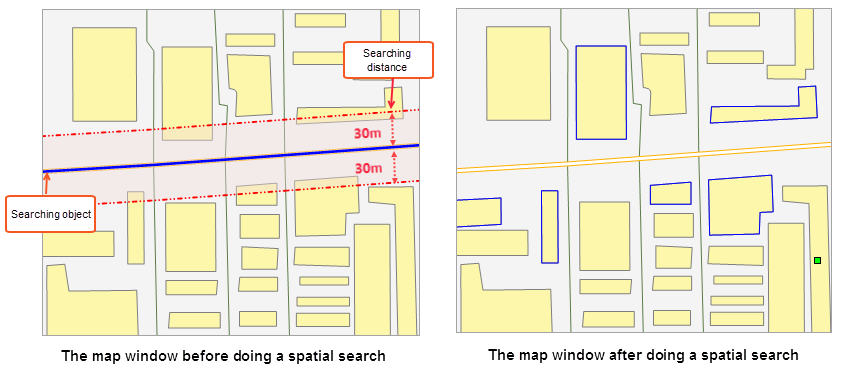 Searching
distance
30m
30m
Searching object
The map window before doing a spatial search
The map window after doing a spatial search